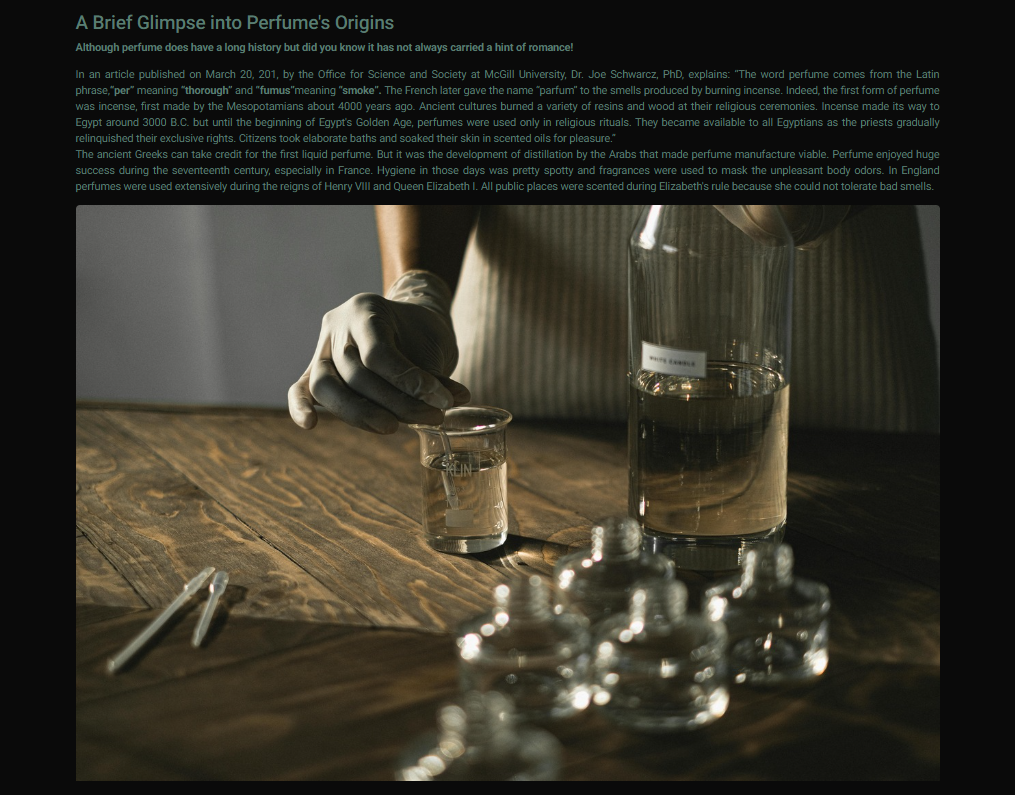 A Brief Glimpse into Perfume's Origins
Although perfume does have a long history but did you know it has not always carried a hint of romance!
In an article published on March 20, 201, by the Office for Science and Society at McGill University, Dr. Joe Schwarcz, PhD, explains: “The word perfume comes from the Latin
phrase,“per” meaning “thorough” and “fumus”meaning “smoke”. The French later gave the name “parfum” to the smells produced by burning incense. Indeed, the first form of perfume
was incense, first made by the Mesopotamians about 4000 years ago. Ancient cultures burned a variety of resins and wood at their religious ceremonies. Incense made its way to
Egypt around 3000 B.C. but until the beginning of Egypt's Golden Age, perfumes were used only in religious rituals. They became available to all Egyptians as the priests gradually
relinquished their exclusive rights. Citizens took elaborate baths and soaked their skin in scented oils for pleasure.”
The ancient Greeks can take credit for the first liquid perfume. But it was the development of distillation by the Arabs that made perfume manufacture viable. Perfume enjoyed huge
success during the seventeenth century, especially in France. Hygiene in those days was pretty spotty and fragrances were used to mask the unpleasant body odors. In England
perfumes were used extensively during the reigns of Henry VIII and Queen Elizabeth I. All public places were scented during Elizabeth's rule because she could not tolerate bad smells.
WHITE CANDLE
KLIN